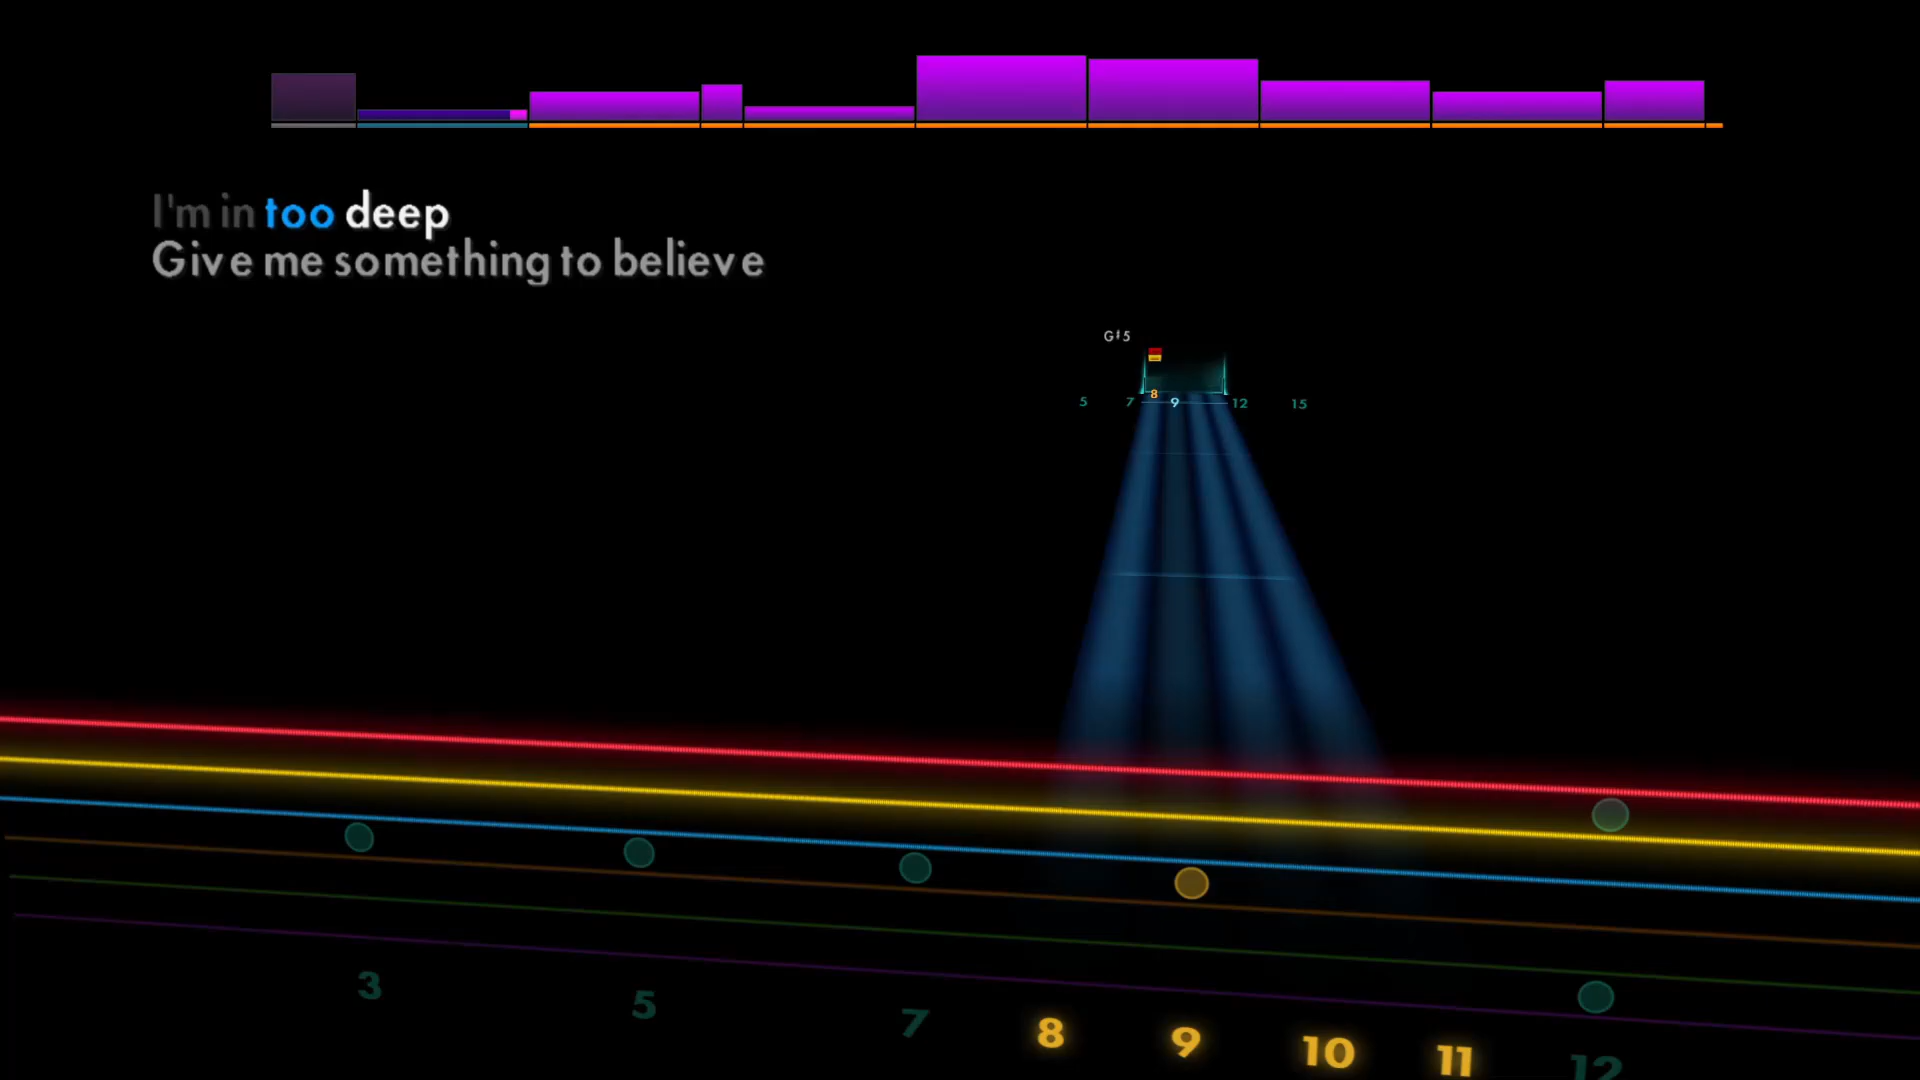 I'm in too deep
Give me something to believe
G#5
5 7 8 9 12 15
3 5 7 8 9 10 11 12